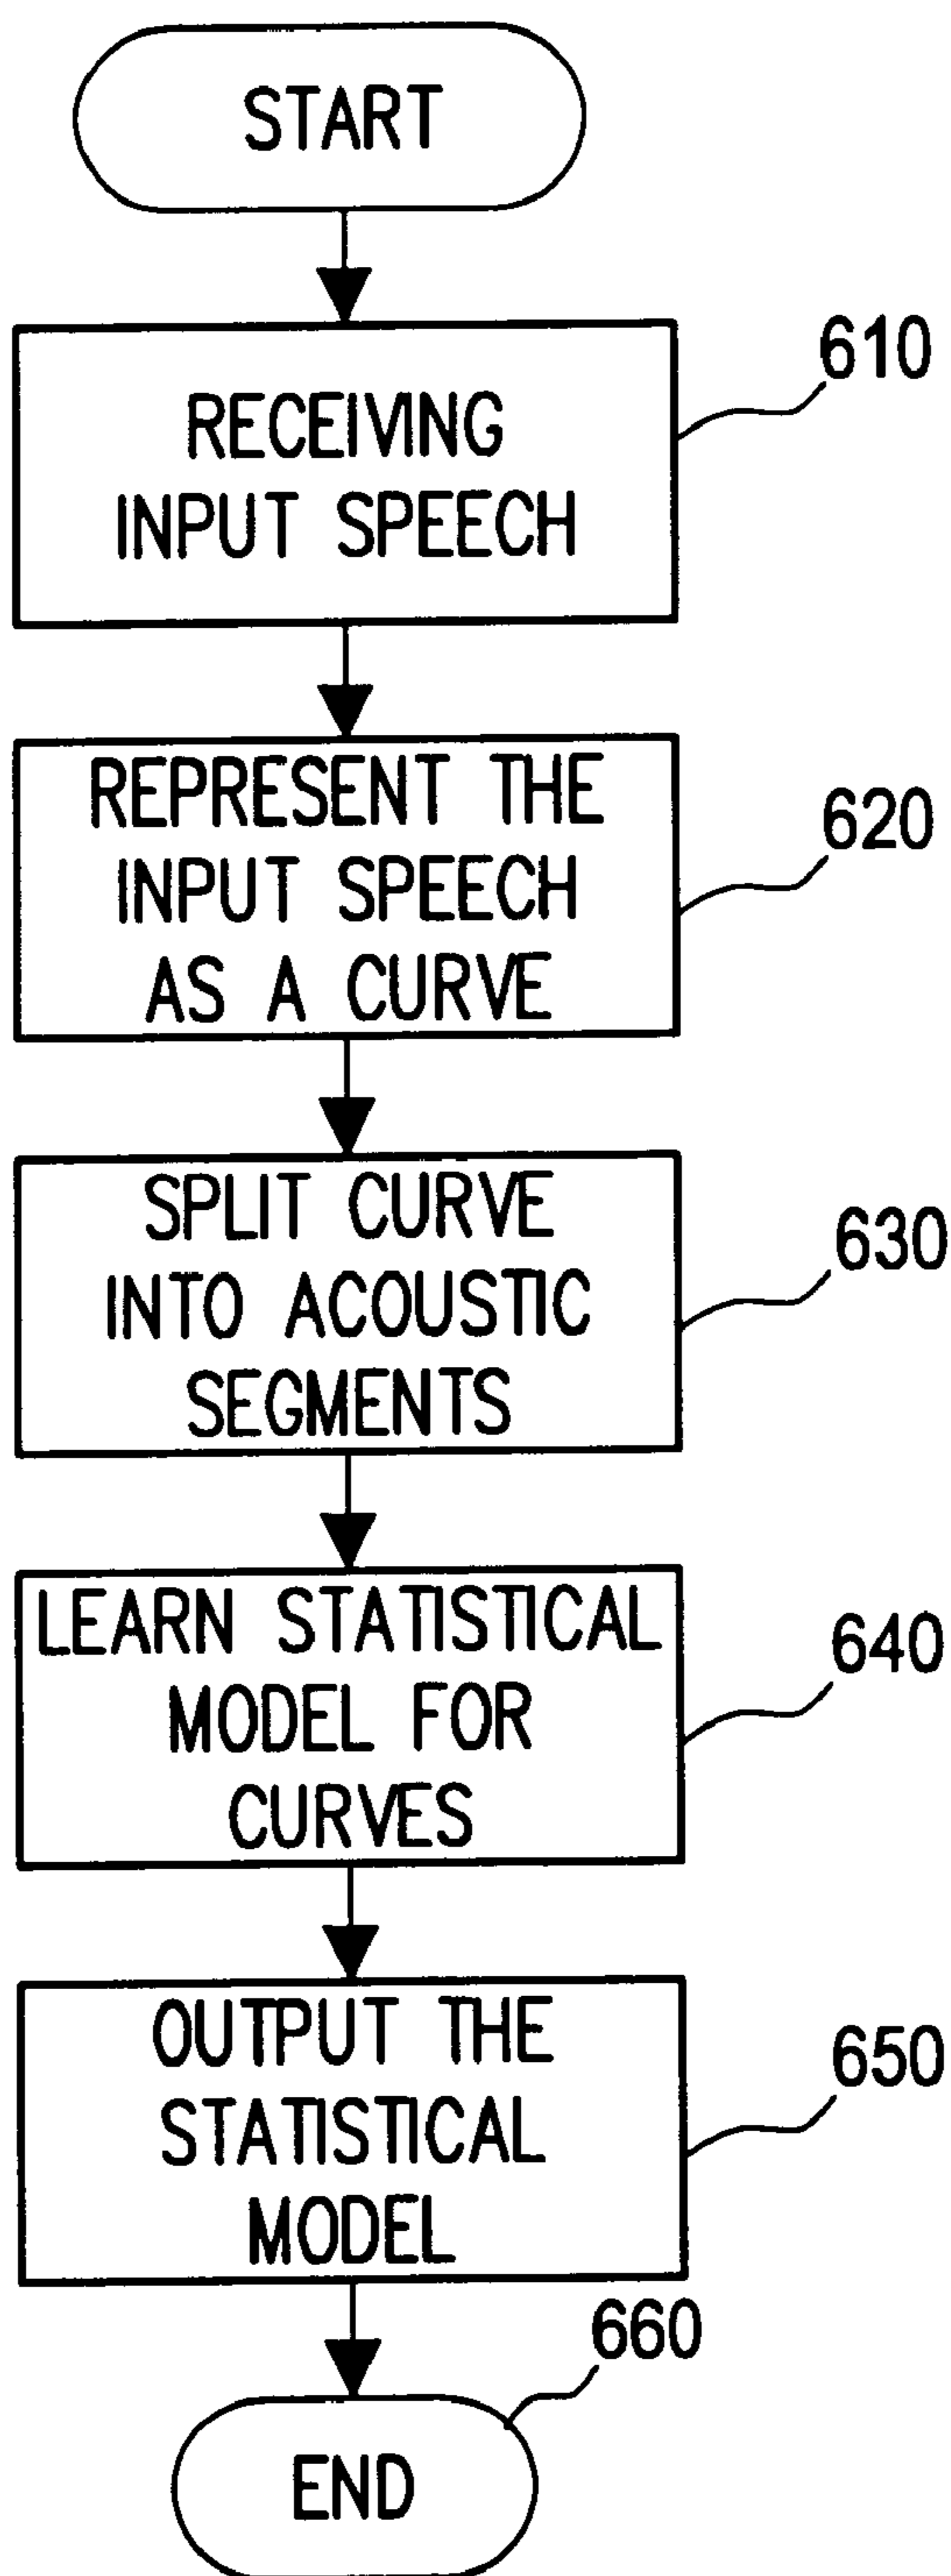 START
610
RECEIVING
INPUT SPEECH
620
REPRESENT THE
INPUT SPEECH
AS A CURVE
630
SPLIT CURVE
INTO ACOUSTIC
SEGMENTS
640
LEARN STATISTICAL
MODEL FOR
CURVES
650
OUTPUT THE
STATISTICAL
MODEL
660
END